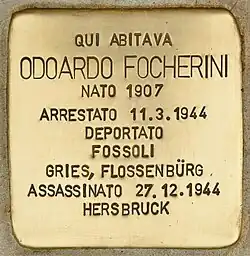 QUI ABITAVA
ODOARDO FOCHERINI
NATO 1907
ARRESTATO 11.3.1944
DEPORTATO
FOSSOLI
GRIES, FLOSSENBÜRG
ASSASSINATO 27.12.1944
HERSBRUCK